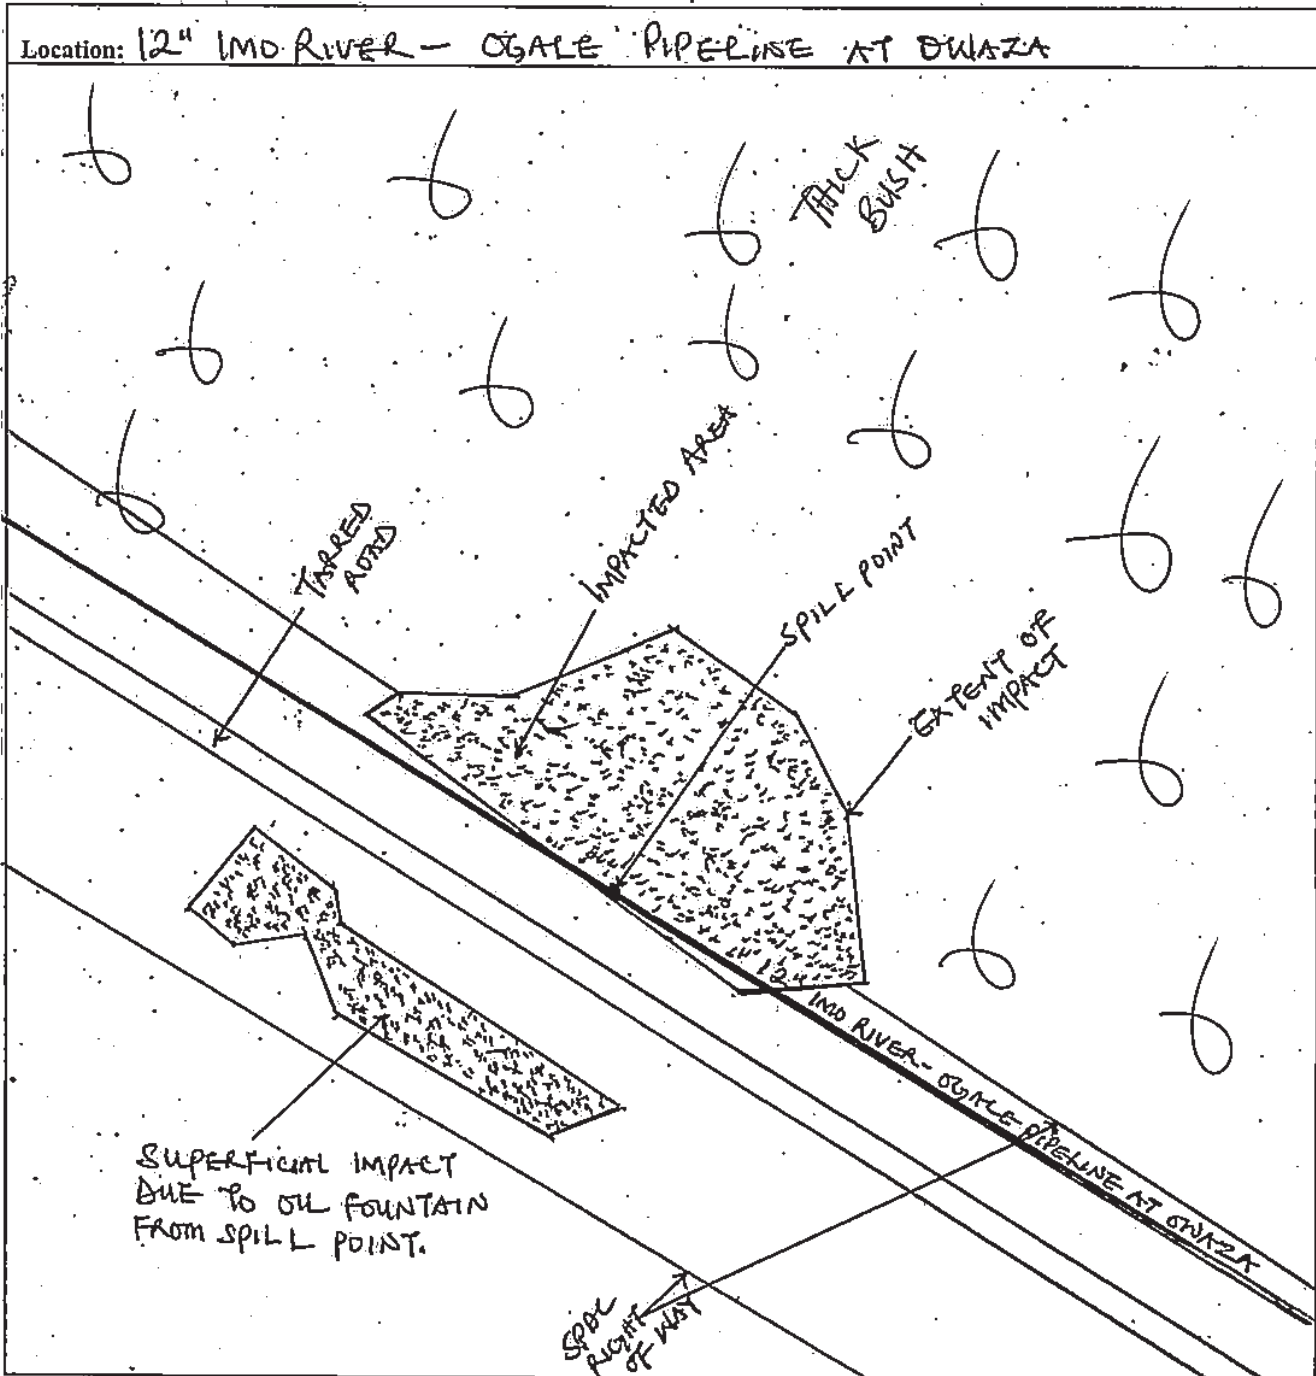 Location: 12" IMO RIVER - OGALE PIPELINE AT OWAZA
THICK
BUSH
TARRED
ROAD
IMPACTED AREA
SPILL POINT
EXTENT OF
IMPACT
12" IMO RIVER - OGALE PIPELINE AT OWAZA
SUPERFICIAL IMPACT
DUE TO OIL FOUNTAIN
FROM SPILL POINT.
SPDC
RIGHT
OF WAY